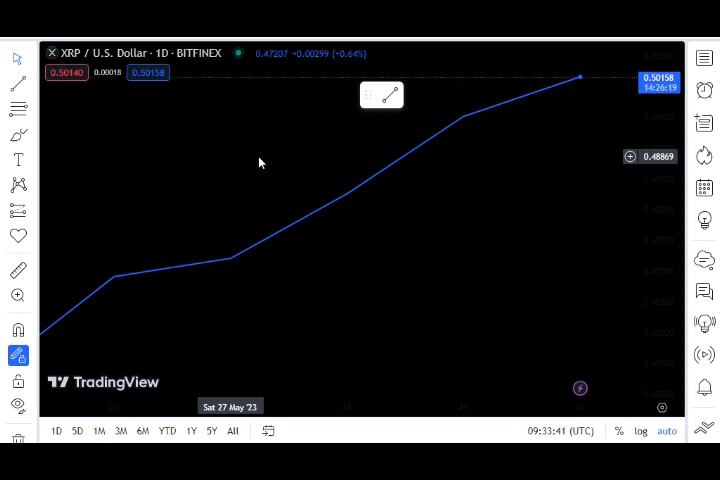 XRP / U.S. Dollar · 1D · BITFINEX 0.47207 +0.00299 (+0.64%)
0.50140 0.00018 0.50158
0.50158
14:26:19
0.48869
TradingView
Sat 27 May '23
1D 5D 1M 3M 6M YTD 1Y 5Y All 09:33:41 (UTC) % log auto